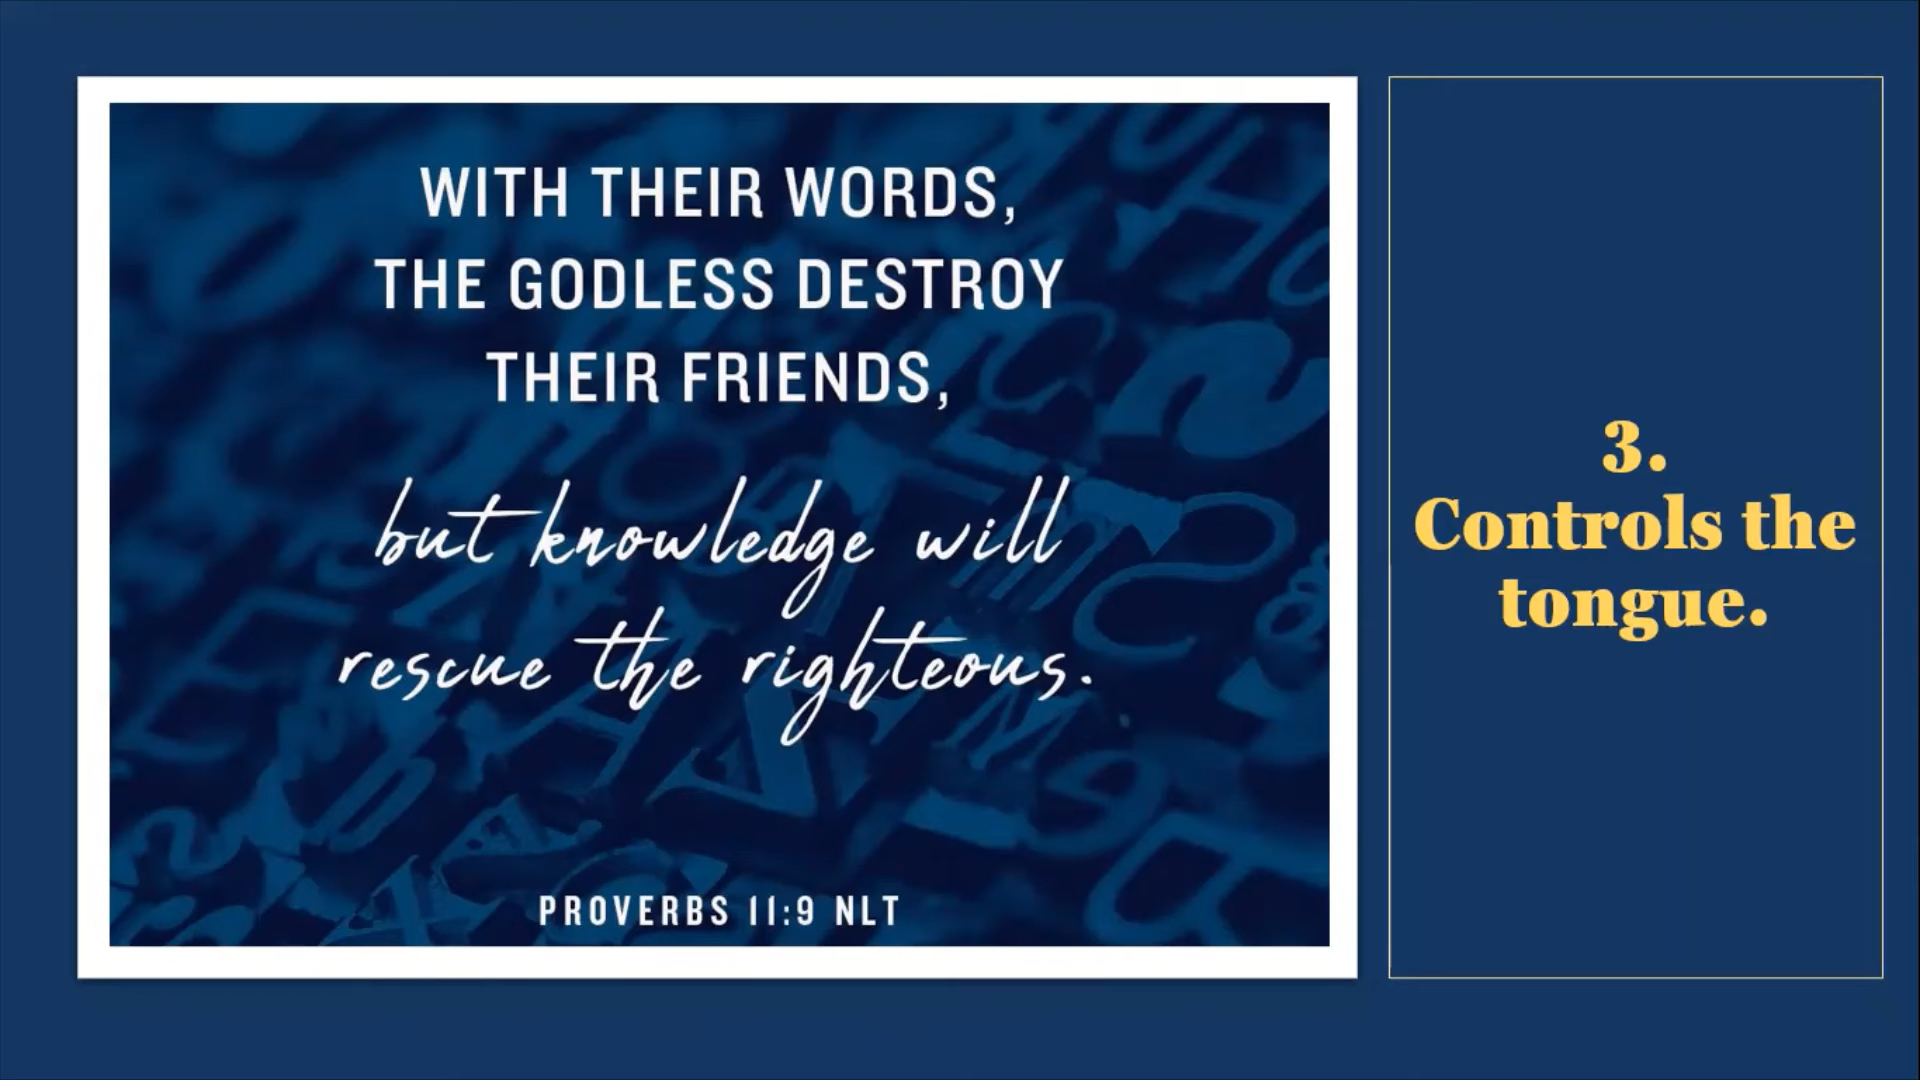 WITH THEIR WORDS,
THE GODLESS DESTROY
THEIR FRIENDS,
but knowledge will
rescue the righteous.
PROVERBS 11:9 NLT
3.
Controls the
tongue.